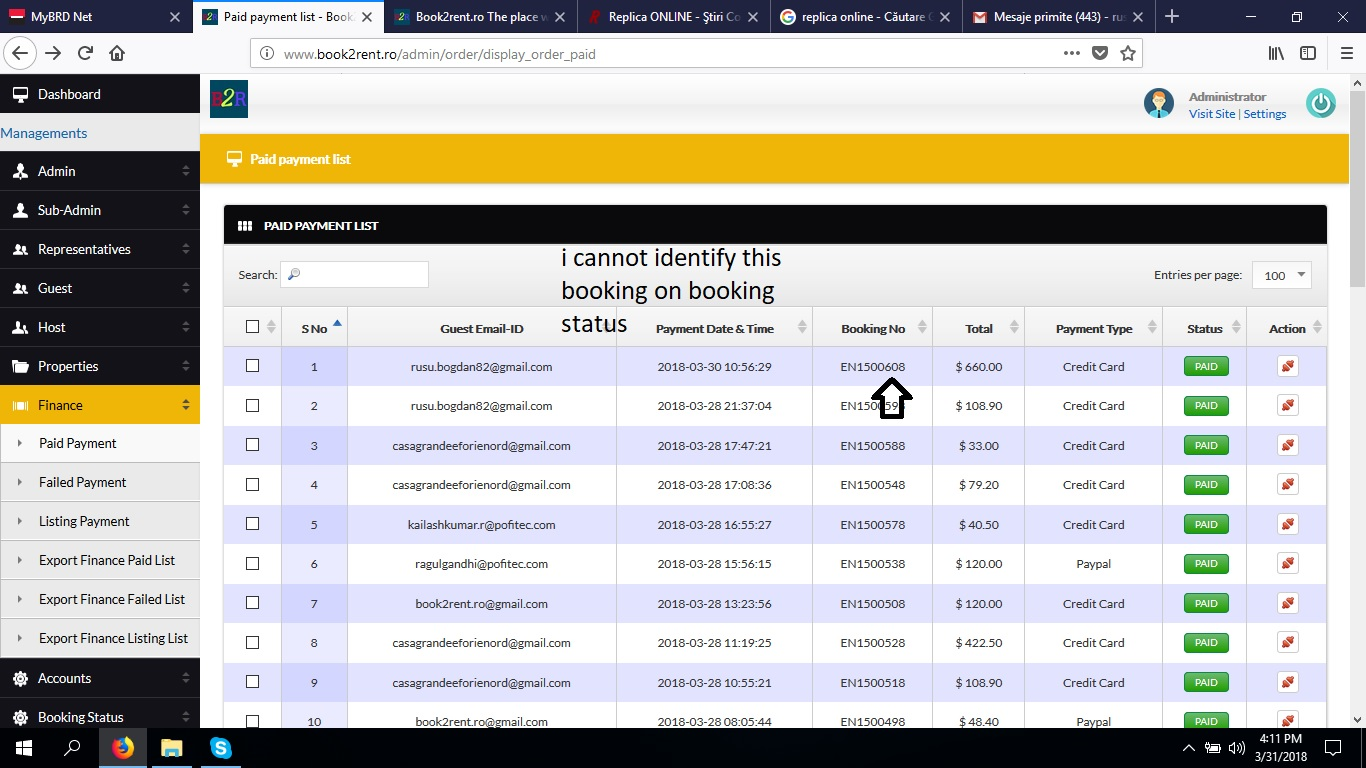 MyBRD Net
Paid payment list - Book2
Book2rent.ro The place w
Replica ONLINE - Știri Co
replica online - Căutare G
Mesaje primite (443) - rus
www.book2rent.ro/admin/order/display_order_paid
Dashboard
Managements
Admin
Sub-Admin
Representatives
Guest
Host
Properties
Finance
Paid Payment
Failed Payment
Listing Payment
Export Finance Paid List
Export Finance Failed List
Export Finance Listing List
Accounts
Booking Status
B2R
Administrator
Visit Site | Settings
Paid payment list
PAID PAYMENT LIST
i cannot identify this
booking on booking
status
Search:
Entries per page: 100
S No Guest Email-ID Payment Date & Time Booking No Total Payment Type Status Action
1 rusu.bogdan82@gmail.com 2018-03-30 10:56:29 EN1500608 $ 660.00 Credit Card PAID
2 rusu.bogdan82@gmail.com 2018-03-28 21:37:04 $ 108.90 Credit Card PAID
3 casagrandeeforienord@gmail.com 2018-03-28 17:47:21 EN1500588 $ 33.00 Credit Card PAID
4 casagrandeeforienord@gmail.com 2018-03-28 17:08:36 EN1500548 $ 79.20 Credit Card PAID
5 kailashkumar.r@pofitec.com 2018-03-28 16:55:27 EN1500578 $ 40.50 Credit Card PAID
6 ragulgandhi@pofitec.com 2018-03-28 15:56:15 EN1500538 $ 120.00 Paypal PAID
7 book2rent.ro@gmail.com 2018-03-28 13:23:56 EN1500508 $ 120.00 Credit Card PAID
8 casagrandeeforienord@gmail.com 2018-03-28 11:19:25 EN1500528 $ 422.50 Credit Card PAID
9 casagrandeeforienord@gmail.com 2018-03-28 10:55:21 EN1500518 $ 108.90 Credit Card PAID
10 book2rent.ro@gmail.com 2018-03-28 08:05:44 EN1500498 $ 48.40 Paypal PAID
4:11 PM
3/31/2018